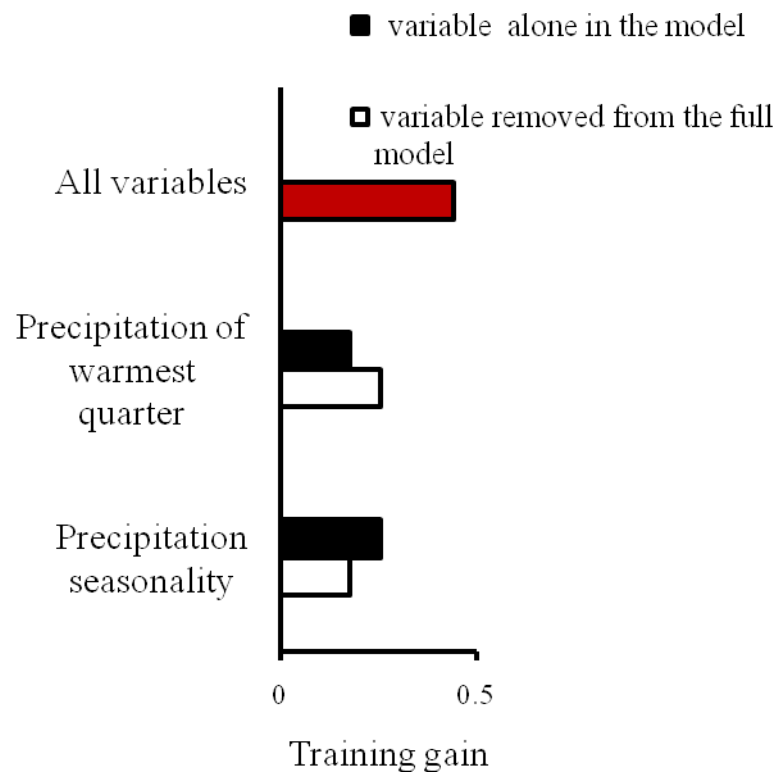 variable alone in the model
variable removed from the full
model
All variables
Precipitation of
warmest
quarter
Precipitation
seasonality
0
0.5
Training gain